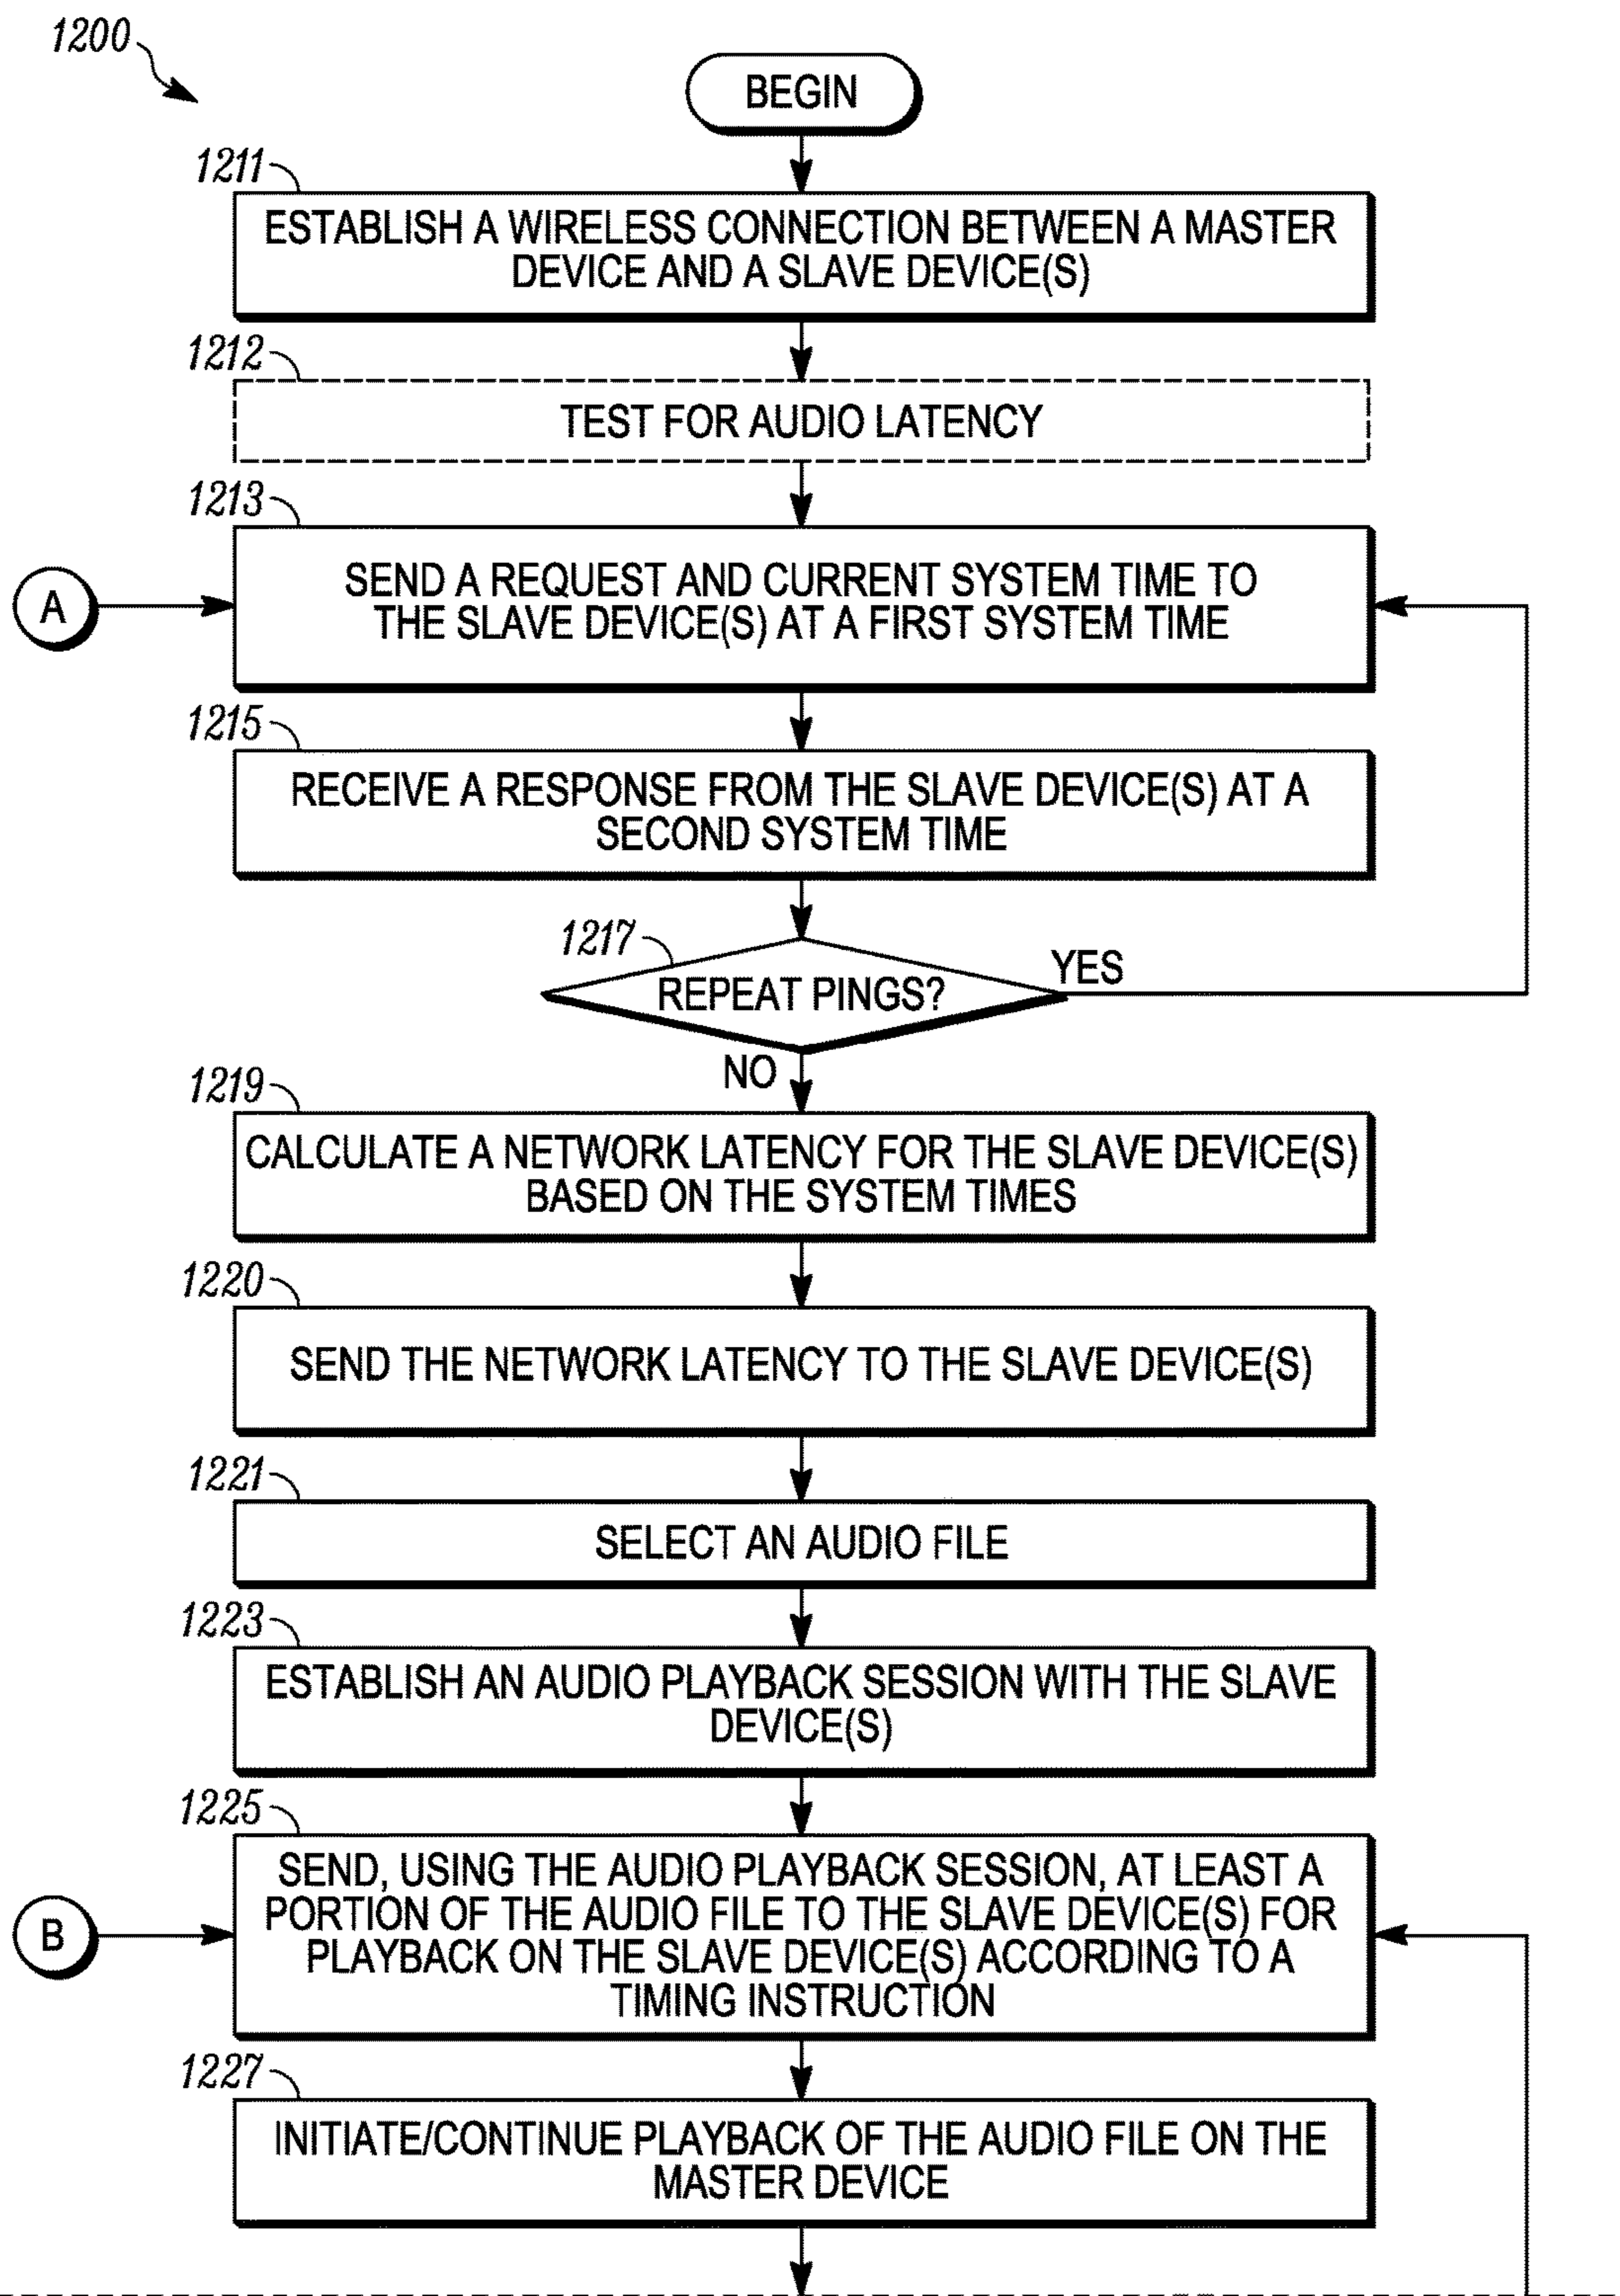 1200
BEGIN
1211
ESTABLISH A WIRELESS CONNECTION BETWEEN A MASTER
DEVICE AND A SLAVE DEVICE(S)
1212
TEST FOR AUDIO LATENCY
1213
A
SEND A REQUEST AND CURRENT SYSTEM TIME TO
THE SLAVE DEVICE(S) AT A FIRST SYSTEM TIME
1215
RECEIVE A RESPONSE FROM THE SLAVE DEVICE(S) AT A
SECOND SYSTEM TIME
1217
REPEAT PINGS?
YES
NO
1219
CALCULATE A NETWORK LATENCY FOR THE SLAVE DEVICE(S)
BASED ON THE SYSTEM TIMES
1220
SEND THE NETWORK LATENCY TO THE SLAVE DEVICE(S)
1221
SELECT AN AUDIO FILE
1223
ESTABLISH AN AUDIO PLAYBACK SESSION WITH THE SLAVE
DEVICE(S)
1225
B
SEND, USING THE AUDIO PLAYBACK SESSION, AT LEAST A
PORTION OF THE AUDIO FILE TO THE SLAVE DEVICE(S) FOR
PLAYBACK ON THE SLAVE DEVICE(S) ACCORDING TO A
TIMING INSTRUCTION
1227
INITIATE/CONTINUE PLAYBACK OF THE AUDIO FILE ON THE
MASTER DEVICE